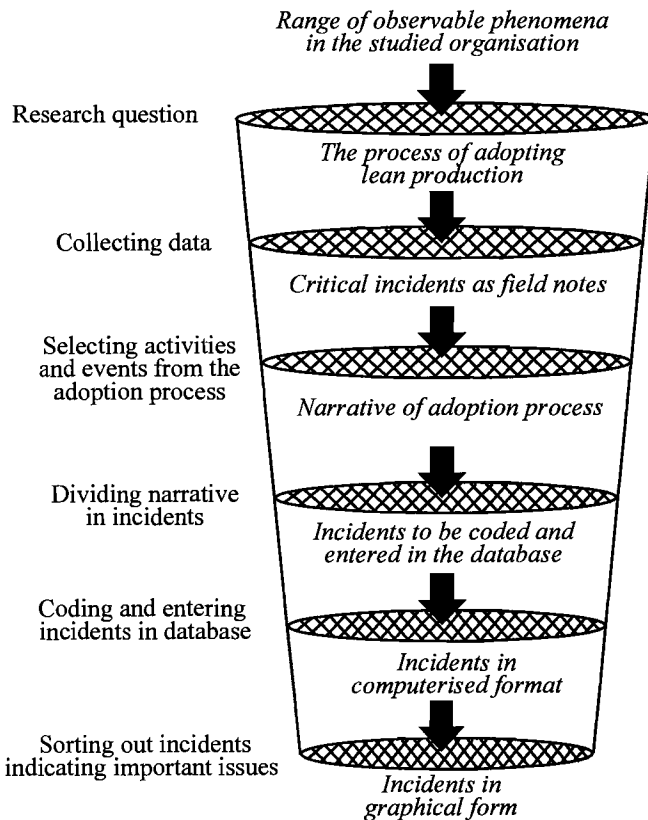 Range of observable phenomena
in the studied organisation
Research question
The process of adopting
lean production
Collecting data
Critical incidents as field notes
Selecting activities
and events from the
adoption process
Narrative of adoption process
Dividing narrative
in incidents
Incidents to be coded and
entered in the database
Coding and entering
incidents in database
Incidents in
computerised format
Sorting out incidents
indicating important issues
Incidents in
graphical form